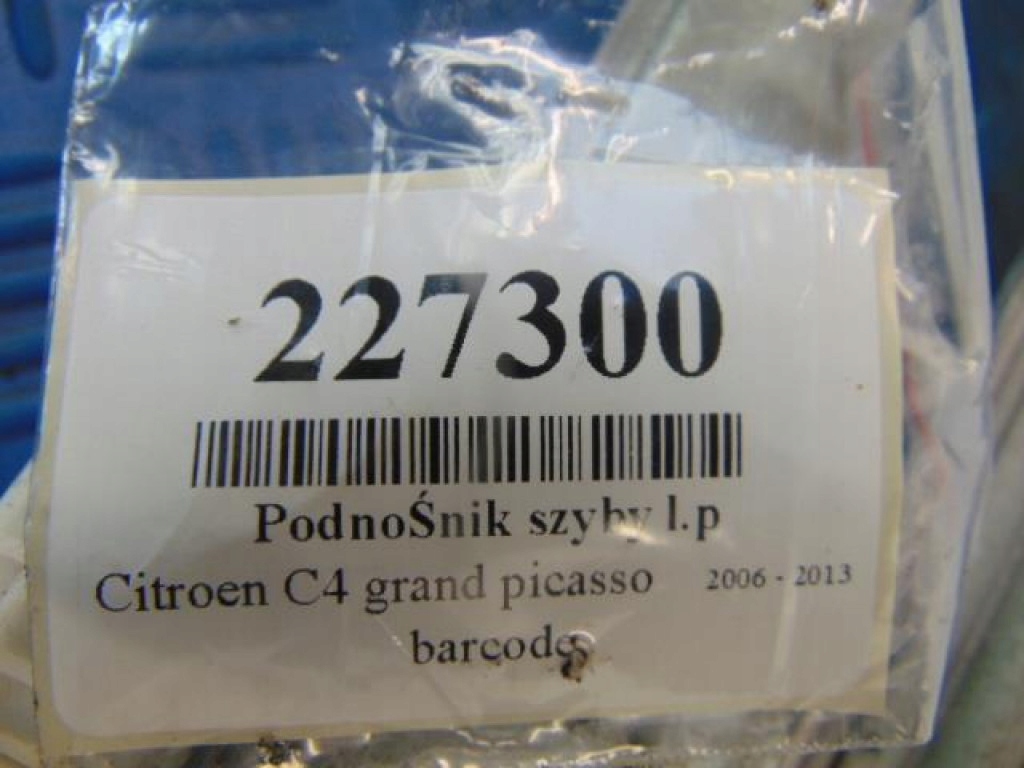 227300
PodnoŚnik szyby l.p
Citroen C4 grand picasso 2006 - 2013
barcode